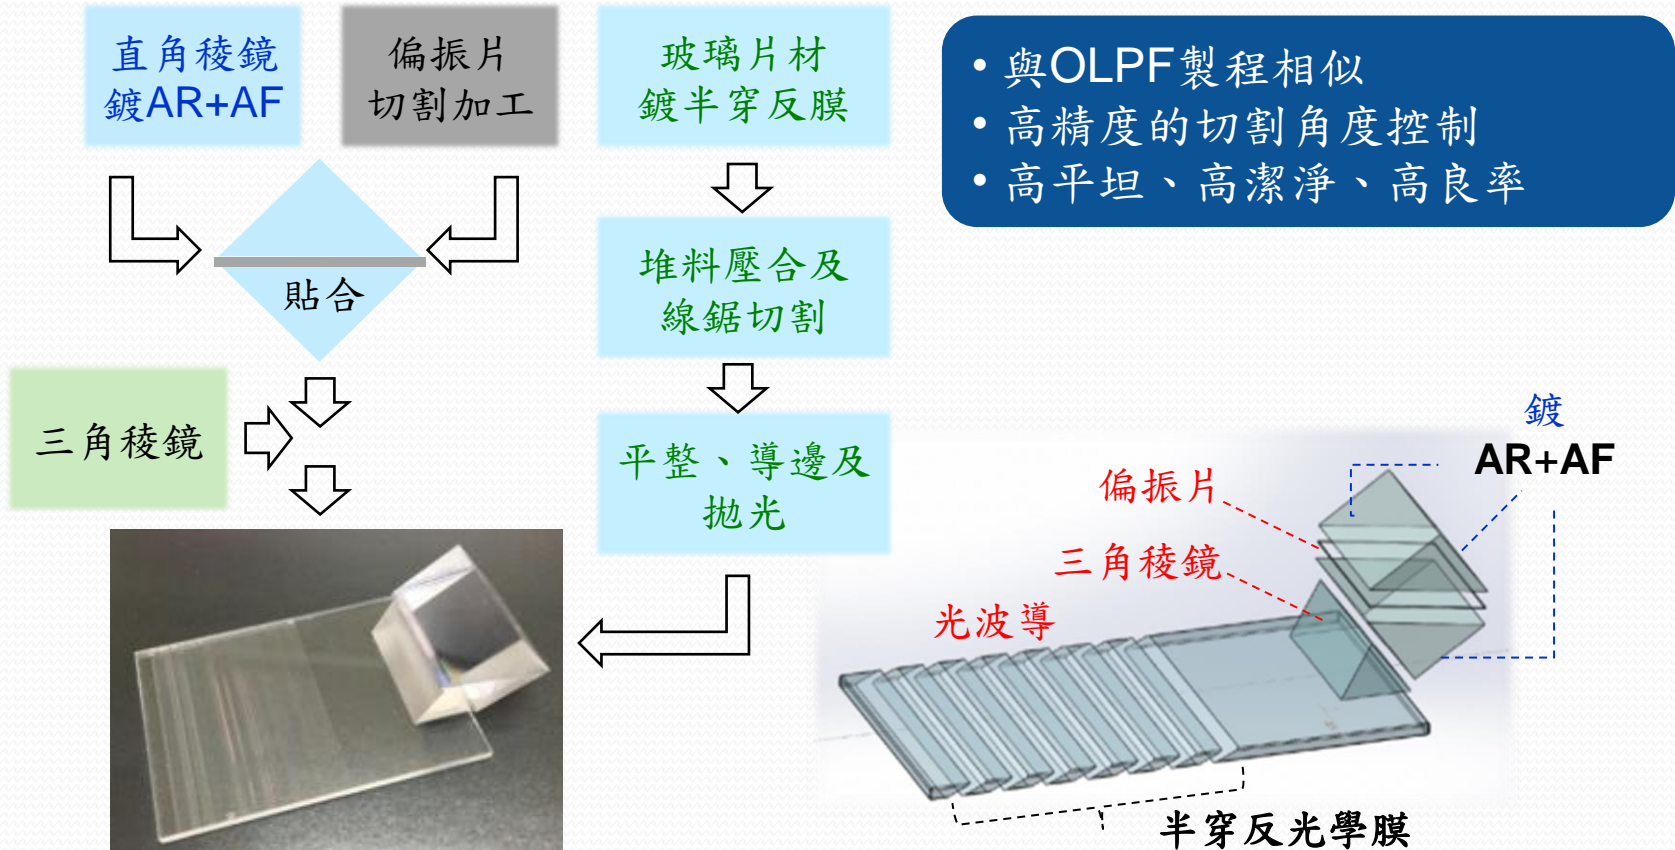 直角稜鏡
鍍AR+AF
偏振片
切割加工
玻璃片材
鍍半穿反膜
• 與OLPF製程相似
• 高精度的切割角度控制
• 高平坦、高潔淨、高良率
貼合
堆料壓合及
線鋸切割
三角稜鏡
平整、導邊及
拋光
鍍
AR+AF
偏振片
三角稜鏡
光波導
半穿反光學膜